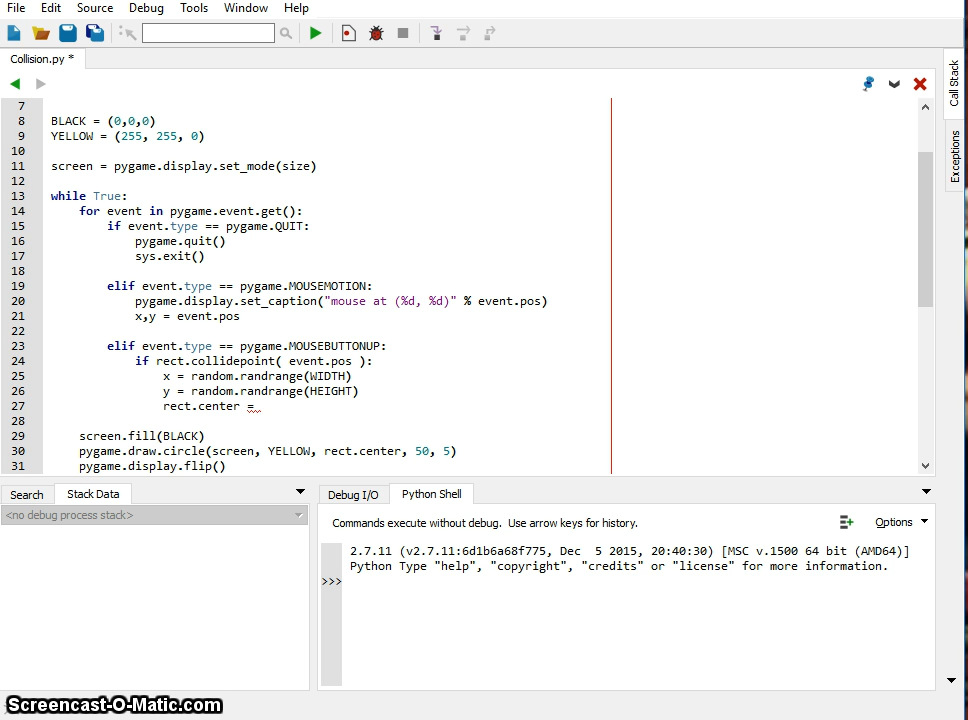 File Edit Source Debug Tools Window Help
Collision.py *
Call Stack
Exceptions
7
8 BLACK = (0,0,0)
9 YELLOW = (255, 255, 0)
10
11 screen = pygame.display.set_mode(size)
12
13 while True:
14 for event in pygame.event.get():
15 if event.type == pygame.QUIT:
16 pygame.quit()
17 sys.exit()
18
19 elif event.type == pygame.MOUSEMOTION:
20 pygame.display.set_caption("mouse at (%d, %d)" % event.pos)
21 x,y = event.pos
22
23 elif event.type == pygame.MOUSEBUTTONUP:
24 if rect.collidepoint( event.pos ):
25 x = random.randrange(WIDTH)
26 y = random.randrange(HEIGHT)
27 rect.center =
28
29 screen.fill(BLACK)
30 pygame.draw.circle(screen, YELLOW, rect.center, 50, 5)
31 pygame.display.flip()
Search Stack Data
<no debug process stack>
Debug I/O Python Shell
Commands execute without debug. Use arrow keys for history.
Options
2.7.11 (v2.7.11:6d1b6a68f775, Dec 5 2015, 20:40:30) [MSC v.1500 64 bit (AMD64)]
Python Type "help", "copyright", "credits" or "license" for more information.
>>>
Screencast-O-Matic.com